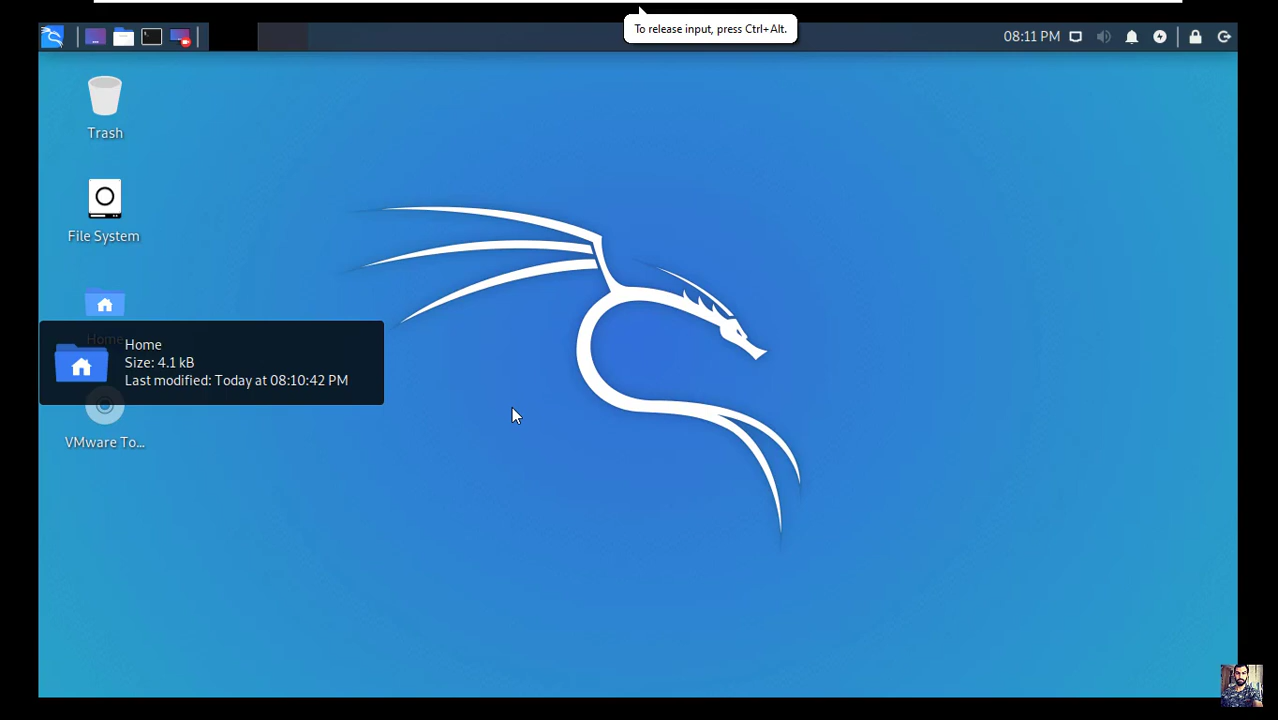 To release input, press Ctrl+Alt.
08:11 PM
Trash
File System
Home
Home
Size: 4.1 kB
Last modified: Today at 08:10:42 PM
VMware To...